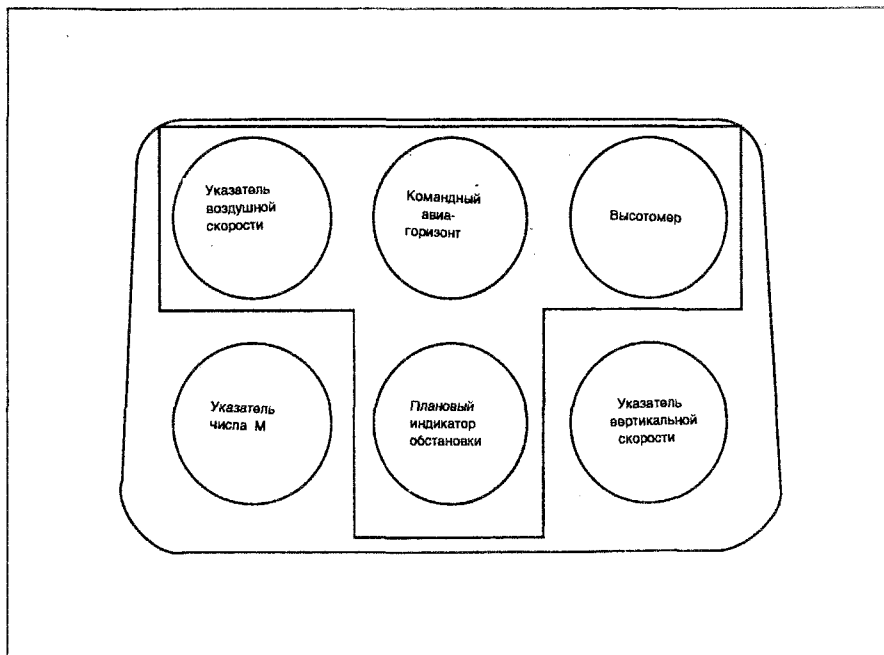 Указатель
воздушной
скорости
Командный
авиа-
горизонт
Высотомер
Указатель
числа М
Плановый
индикатор
обстановки
Указатель
вертикальной
скорости